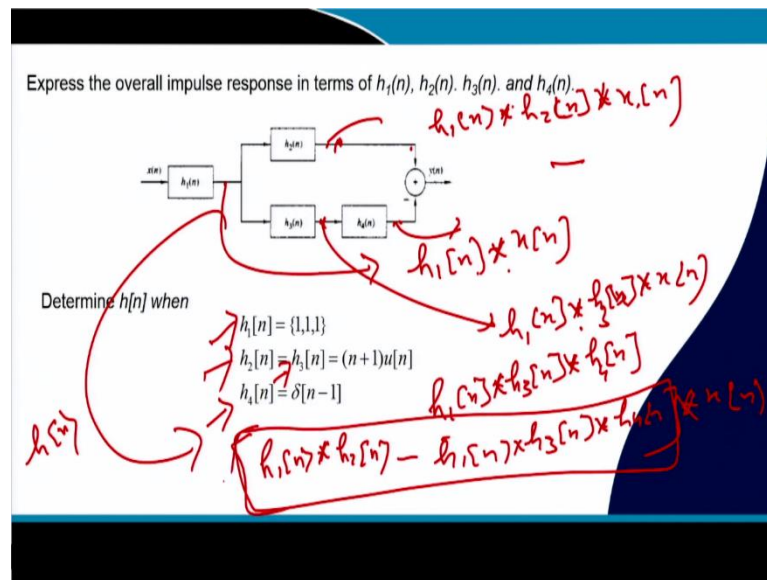 Express the overall impulse response in terms of h₁(n), h₂(n). h₃(n). and h₄(n).
h₁[n] * h₂[n] * x[n]
h₂(n)
x(n)
h₁(n)
+
y(n)
−
h₃(n)
h₄(n)
h₁[n] * x[n]
Determine h[n] when
h₁[n] * h₃[n] * x[n]
h₁[n] = {1,1,1}
h₂[n] = h₃[n] = (n+1)u[n]
h₄[n] = δ[n−1]
h₁[n] * h₃[n] * h₄[n]
h[n]
h₁[n] * h₂[n] − h₁[n] * h₃[n] * h₄[n] * x[n]